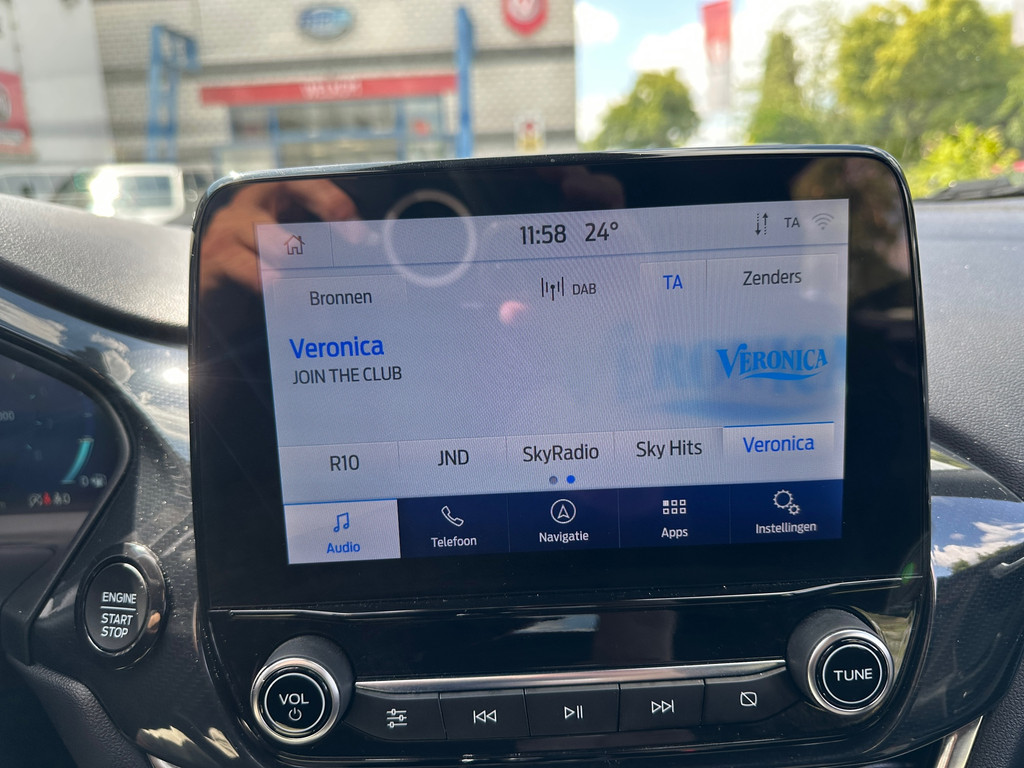 11:58 24°
TA
Bronnen
DAB
TA
Zenders
Veronica
JOIN THE CLUB
VERONICA
R10
JND
SkyRadio
Sky Hits
Veronica
Audio
Telefoon
Navigatie
Apps
Instellingen
ENGINE
START
STOP
VOL
TUNE